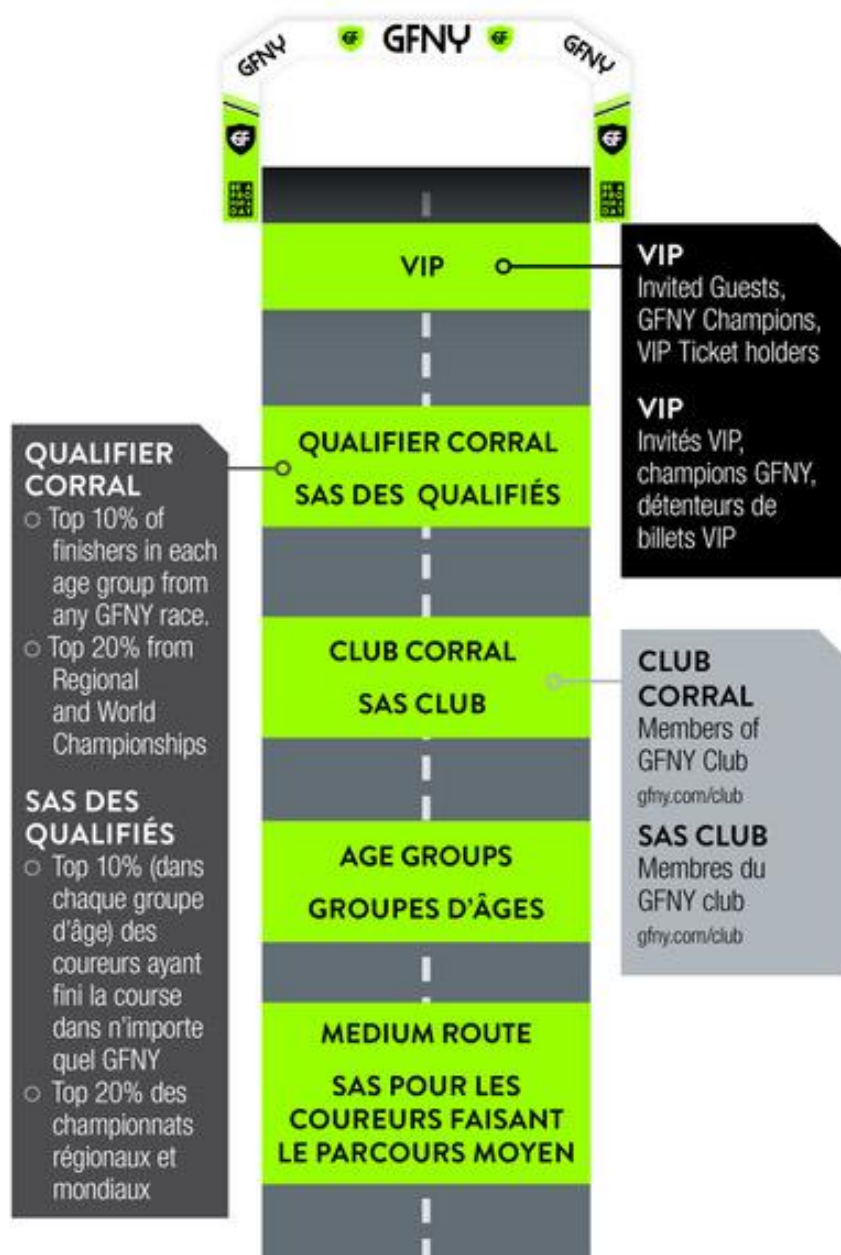 GFNY
GFNY
GFNY
GF
GF
GF
GF
VIP
VIP
Invited Guests,
GFNY Champions,
VIP Ticket holders
VIP
Invités VIP,
champions GFNY,
détenteurs de
billets VIP
QUALIFIER CORRAL
SAS DES QUALIFIÉS
QUALIFIER
CORRAL
○ Top 10% of
finishers in each
age group from
any GFNY race.
○ Top 20% from
Regional
and World
Championships
SAS DES
QUALIFIÉS
○ Top 10% (dans
chaque groupe
d'âge) des
coureurs ayant
fini la course
dans n'importe
quel GFNY
○ Top 20% des
championnats
régionaux et
mondiaux
CLUB CORRAL
SAS CLUB
CLUB
CORRAL
Members of
GFNY Club
gfny.com/club
SAS CLUB
Membres du
GFNY club
gfny.com/club
AGE GROUPS
GROUPES D'ÂGES
MEDIUM ROUTE
SAS POUR LES
COUREURS FAISANT
LE PARCOURS MOYEN